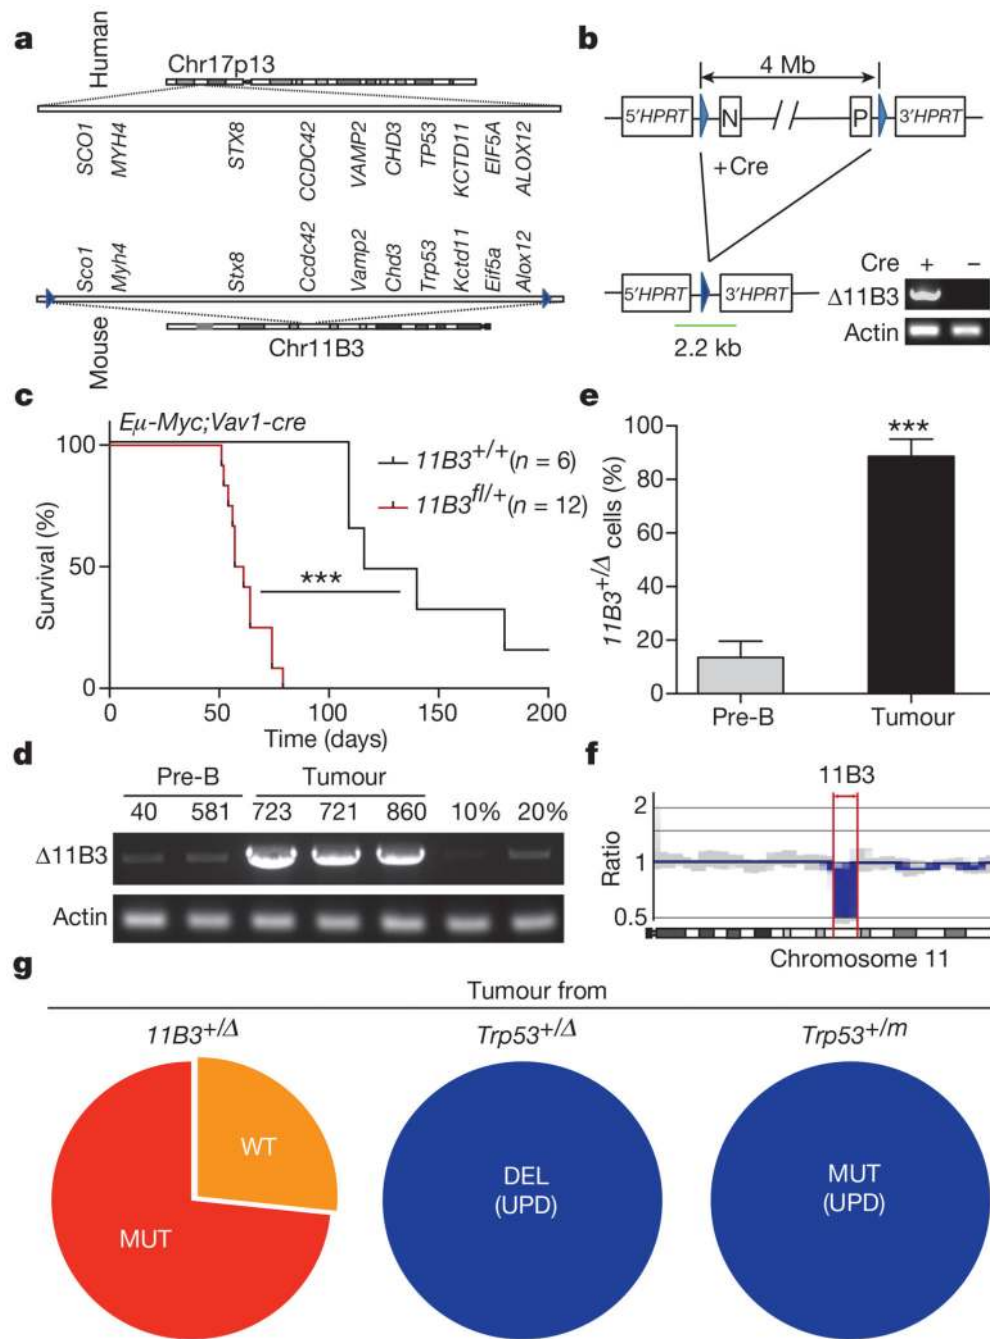 a
Human
Chr17p13
SCO1
MYH4
STX8
CCDC42
VAMP2
CHD3
TP53
KCTD11
EIF5A
ALOX12
Sco1
Myh4
Stx8
Ccdc42
Vamp2
Chd3
Trp53
Kctd11
Eif5a
Alox12
Mouse
Chr11B3
b
4 Mb
5'HPRT N // P 3'HPRT
+Cre
5'HPRT 3'HPRT
2.2 kb
Cre + −
Δ11B3
Actin
c
Eμ-Myc;Vav1-cre
11B3+/+ (n = 6)
11B3fl/+ (n = 12)
***
Survival (%)
100
50
0
0 50 100 150 200
Time (days)
e
***
11B3+/Δ cells (%)
100
80
60
40
20
0
Pre-B Tumour
d
Pre-B Tumour
40 581 723 721 860 10% 20%
Δ11B3
Actin
f
11B3
Ratio
2
1
0.5
Chromosome 11
g
Tumour from
11B3+/Δ Trp53+/Δ Trp53+/m
WT
MUT
DEL
(UPD)
MUT
(UPD)